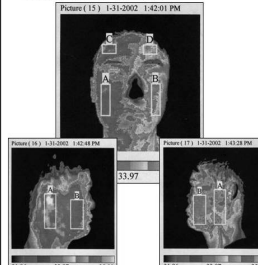 Picture ( 15 ) 1-31-2002 1:42:01 PM
C D
A B
33.97
Picture ( 16 ) 1-31-2002 1:42:48 PM
A
B
Picture ( 17 ) 1-31-2002 1:43:28 PM
B A